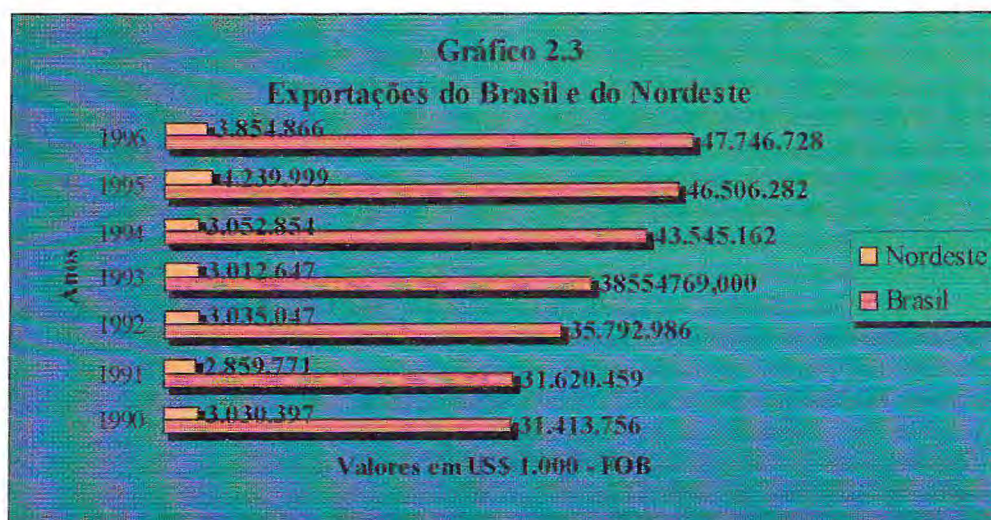 Gráfico 2.3
Exportações do Brasil e do Nordeste
1996 3.854.866
47.746.728
1995 4.239.999
46.506.282
1994 3.052.854
43.545.162
1993 3.012.647
38554769,000
1992 3.035.047
35.792.986
1991 2.859.771
31.620.459
1990 3.030.397
31.413.756
Anos
Valores em US$ 1.000 - FOB
Nordeste
Brasil